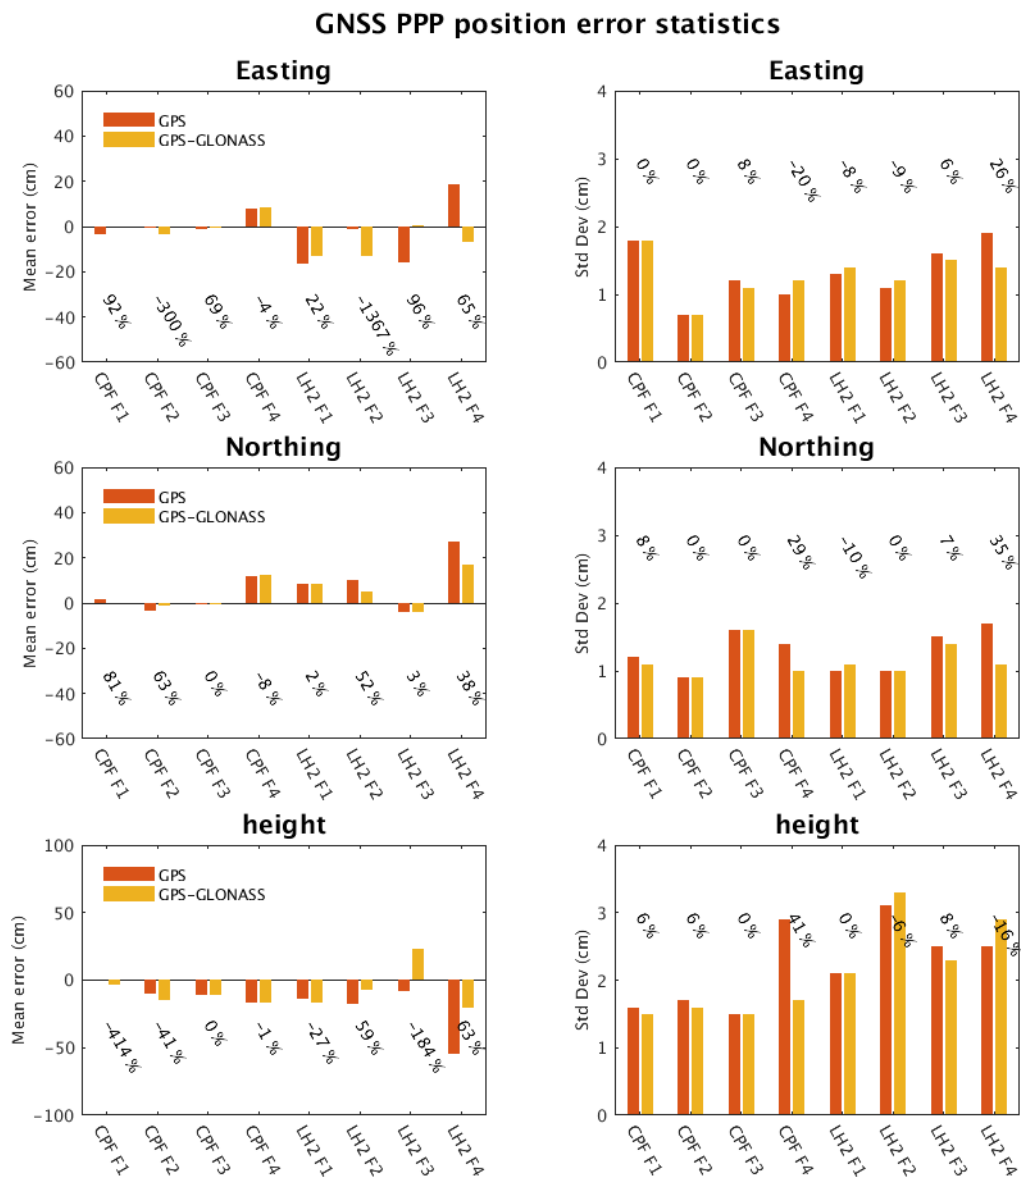 GNSS PPP position error statistics
Easting
Mean error (cm)
60
40
20
0
−20
−40
−60
GPS
GPS−GLONASS
92 %
−300 %
69 %
−4 %
22 %
−1367 %
96 %
65 %
CPF F1
CPF F2
CPF F3
CPF F4
LH2 F1
LH2 F2
LH2 F3
LH2 F4
Easting
Std Dev (cm)
4
3
2
1
0
0 %
0 %
8 %
−20 %
−8 %
−9 %
6 %
26 %
CPF F1
CPF F2
CPF F3
CPF F4
LH2 F1
LH2 F2
LH2 F3
LH2 F4
Northing
Mean error (cm)
60
40
20
0
−20
−40
−60
GPS
GPS−GLONASS
81 %
63 %
0 %
−8 %
2 %
52 %
3 %
38 %
CPF F1
CPF F2
CPF F3
CPF F4
LH2 F1
LH2 F2
LH2 F3
LH2 F4
Northing
Std Dev (cm)
4
3
2
1
0
8 %
0 %
0 %
29 %
−10 %
0 %
7 %
35 %
CPF F1
CPF F2
CPF F3
CPF F4
LH2 F1
LH2 F2
LH2 F3
LH2 F4
height
Mean error (cm)
100
50
0
−50
−100
GPS
GPS−GLONASS
−414 %
−41 %
0 %
−1 %
−27 %
59 %
−184 %
63 %
CPF F1
CPF F2
CPF F3
CPF F4
LH2 F1
LH2 F2
LH2 F3
LH2 F4
height
Std Dev (cm)
4
3
2
1
0
6 %
6 %
0 %
41 %
0 %
−6 %
8 %
−16 %
CPF F1
CPF F2
CPF F3
CPF F4
LH2 F1
LH2 F2
LH2 F3
LH2 F4